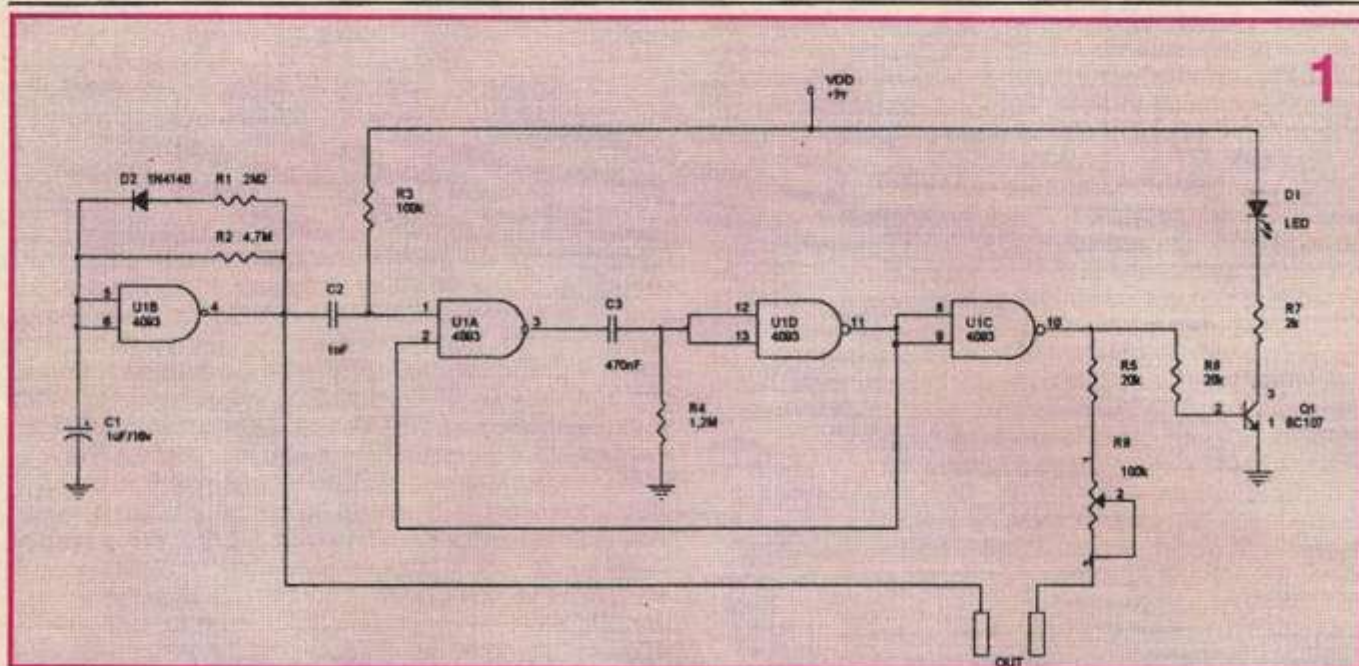 1
VDD
+9v
D2 1N4148 R1 2M2
R2 4,7M
R3
100k
D1
LED
5
6
U1B
4093
4
C2
1nF
1
2
U1A
4093
3
C3
470nF
12
13
U1D
4093
11
8
9
U1C
4093
10
R7
2k
R5
20k
R6
20k
3
2
1
Q1
BC107
C1
1uF/16v
R4
1,2M
100k
2
OUT